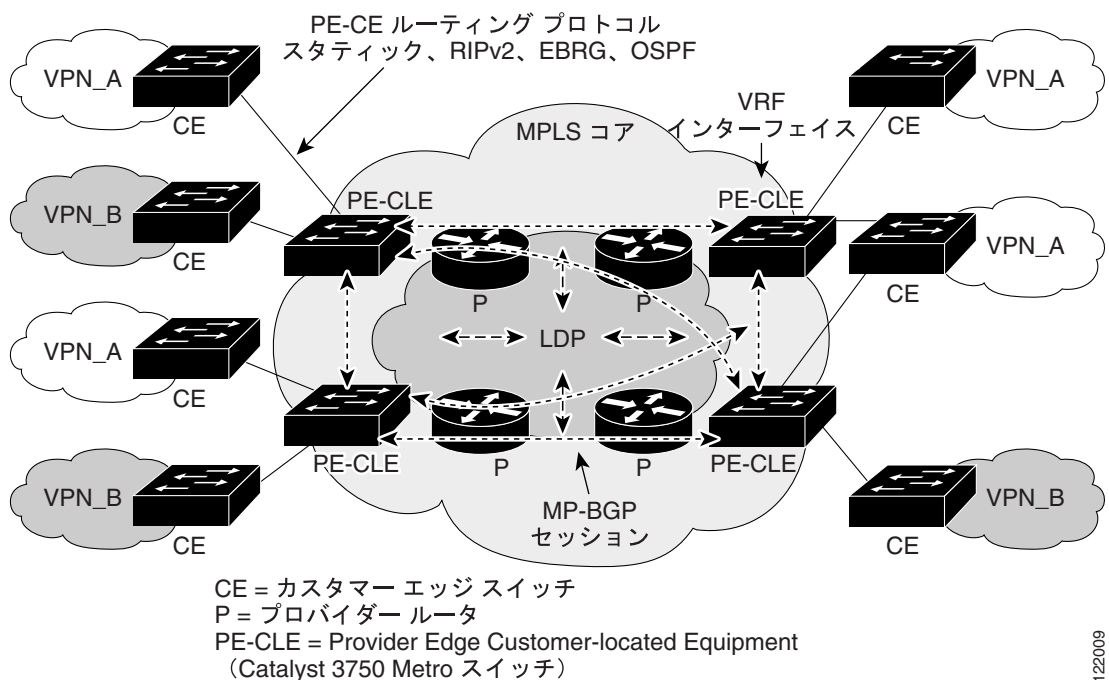 PE-CE ルーティング プロトコル
スタティック、RIPv2、EBRG、OSPF
VPN_A
CE
VRF
インターフェイス
VPN_A
CE
MPLS コア
VPN_B
CE
PE-CLE
PE-CLE
VPN_A
CE
P
P
LDP
VPN_A
CE
PE-CLE
P
P
PE-CLE
VPN_B
CE
MP-BGP
セッション
VPN_B
CE
CE = カスタマー エッジ スイッチ
P = プロバイダー ルータ
PE-CLE = Provider Edge Customer-located Equipment
（Catalyst 3750 Metro スイッチ）
122009